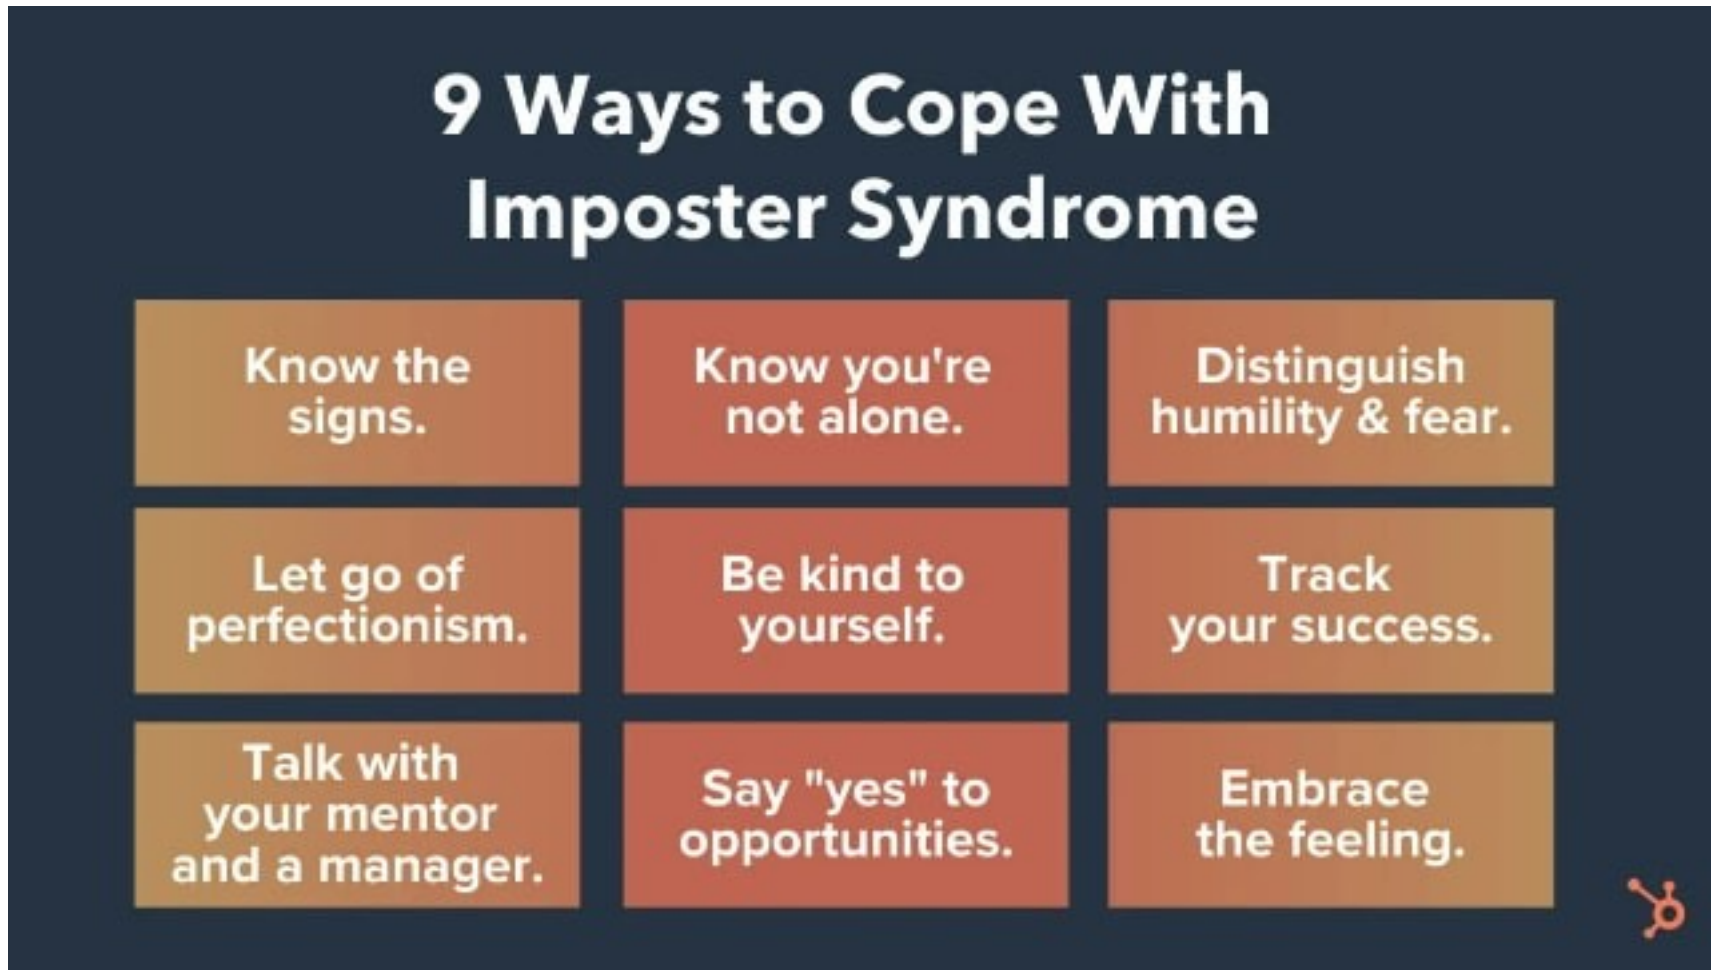 9 Ways to Cope With
Imposter Syndrome
Know the
signs.
Know you're
not alone.
Distinguish
humility & fear.
Let go of
perfectionism.
Be kind to
yourself.
Track
your success.
Talk with
your mentor
and a manager.
Say "yes" to
opportunities.
Embrace
the feeling.